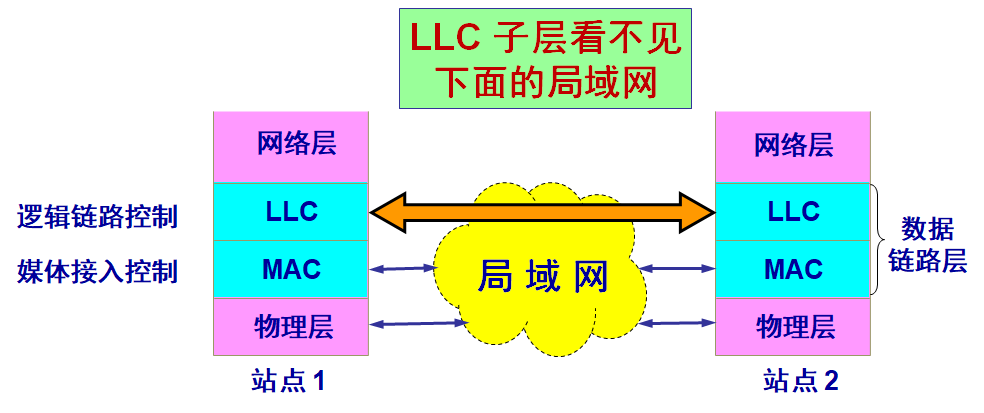 LLC 子层看不见
下面的局域网
网络层
网络层
逻辑链路控制
LLC
LLC
数据
链路层
媒体接入控制
MAC
局域网
MAC
物理层
物理层
站点 1
站点 2